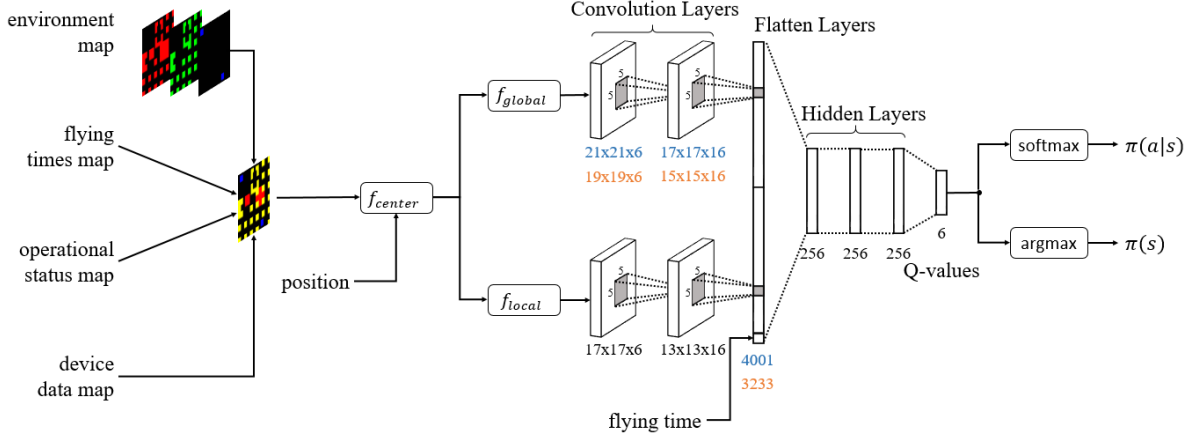 environment
map
flying
times map
operational
status map
device
data map
position
f_center
f_global
f_local
Convolution Layers
5
5
5
5
21x21x6
17x17x16
19x19x6
15x15x16
5
5
5
5
17x17x6
13x13x16
flying time
Flatten Layers
4001
3233
Hidden Layers
256
256
256
6
Q-values
softmax
π(a|s)
argmax
π(s)